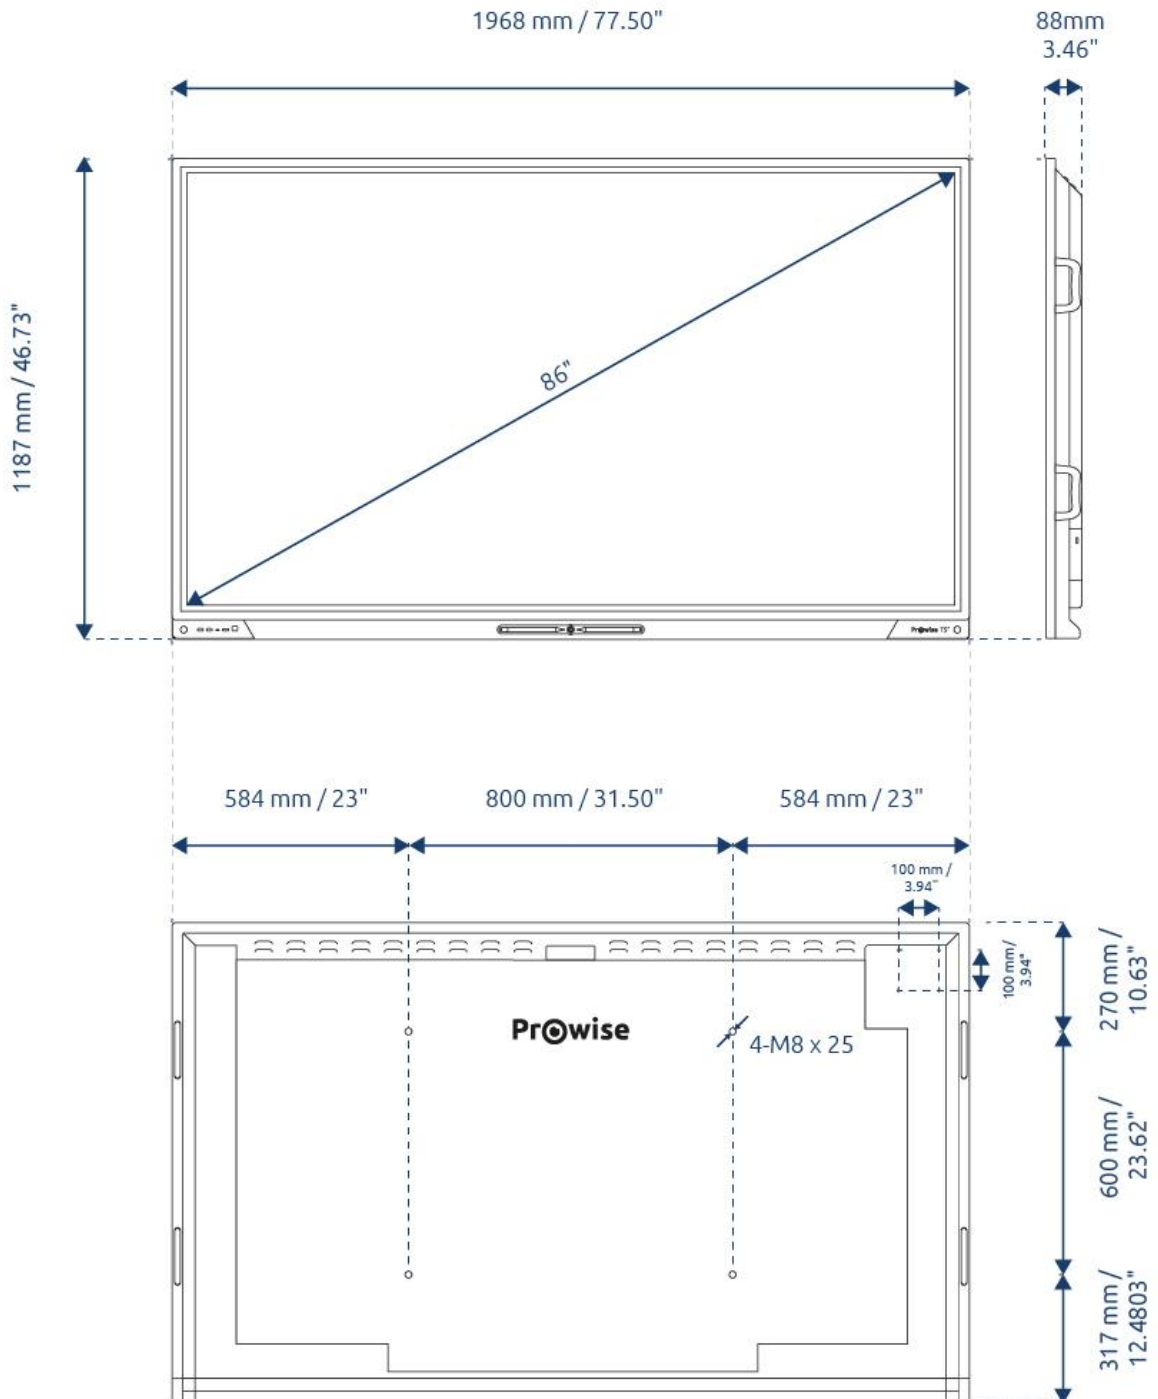 1968 mm / 77.50"
88mm
3.46"
1187 mm / 46.73"
86"
Prowise 75"
584 mm / 23"
800 mm / 31.50"
584 mm / 23"
100 mm /
3.94"
100 mm/
3.94"
270 mm /
10.63"
Prowise
4-M8 x 25
600 mm /
23.62"
317 mm /
12.4803"